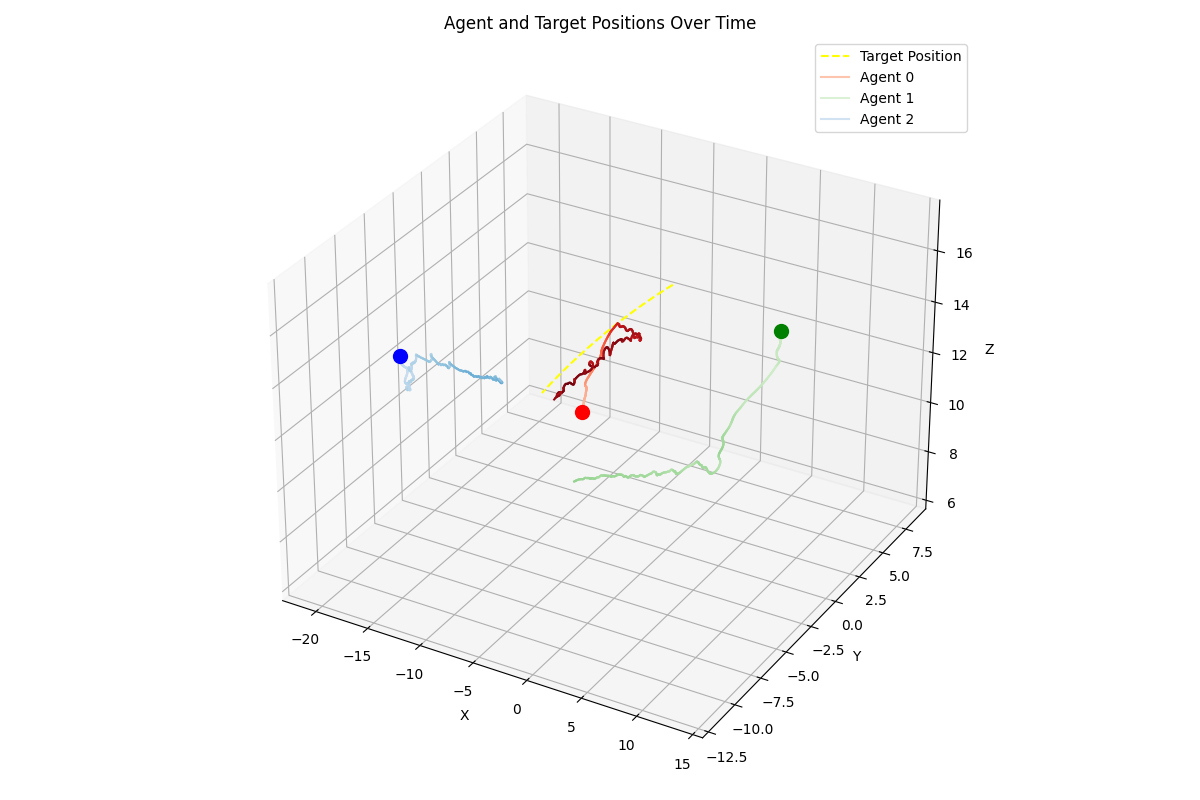 Agent and Target Positions Over Time
Target Position
Agent 0
Agent 1
Agent 2
16
14
Z
12
10
8
6
7.5
5.0
2.5
0.0
−2.5
Y
−5.0
−7.5
−10.0
−12.5
−20
−15
−10
−5
X
0
5
10
15